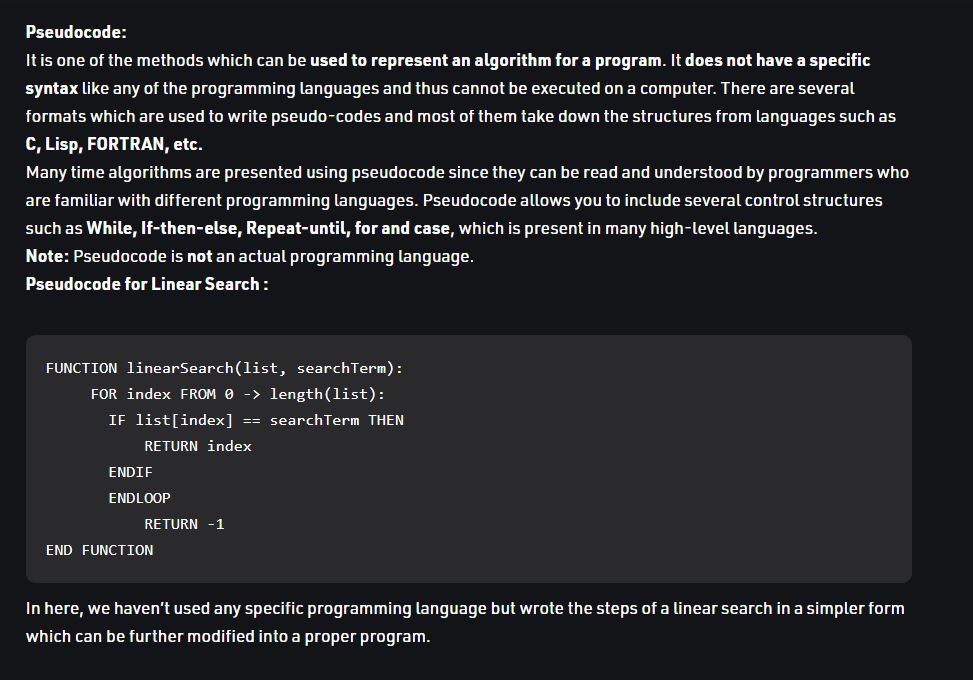 Pseudocode:
It is one of the methods which can be used to represent an algorithm for a program. It does not have a specific
syntax like any of the programming languages and thus cannot be executed on a computer. There are several
formats which are used to write pseudo-codes and most of them take down the structures from languages such as
C, Lisp, FORTRAN, etc.
Many time algorithms are presented using pseudocode since they can be read and understood by programmers who
are familiar with different programming languages. Pseudocode allows you to include several control structures
such as While, If-then-else, Repeat-until, for and case, which is present in many high-level languages.
Note: Pseudocode is not an actual programming language.
Pseudocode for Linear Search :
FUNCTION linearSearch(list, searchTerm):
     FOR index FROM 0 -> length(list):
       IF list[index] == searchTerm THEN
           RETURN index
       ENDIF
       ENDLOOP
           RETURN -1
END FUNCTION
In here, we haven’t used any specific programming language but wrote the steps of a linear search in a simpler form
which can be further modified into a proper program.